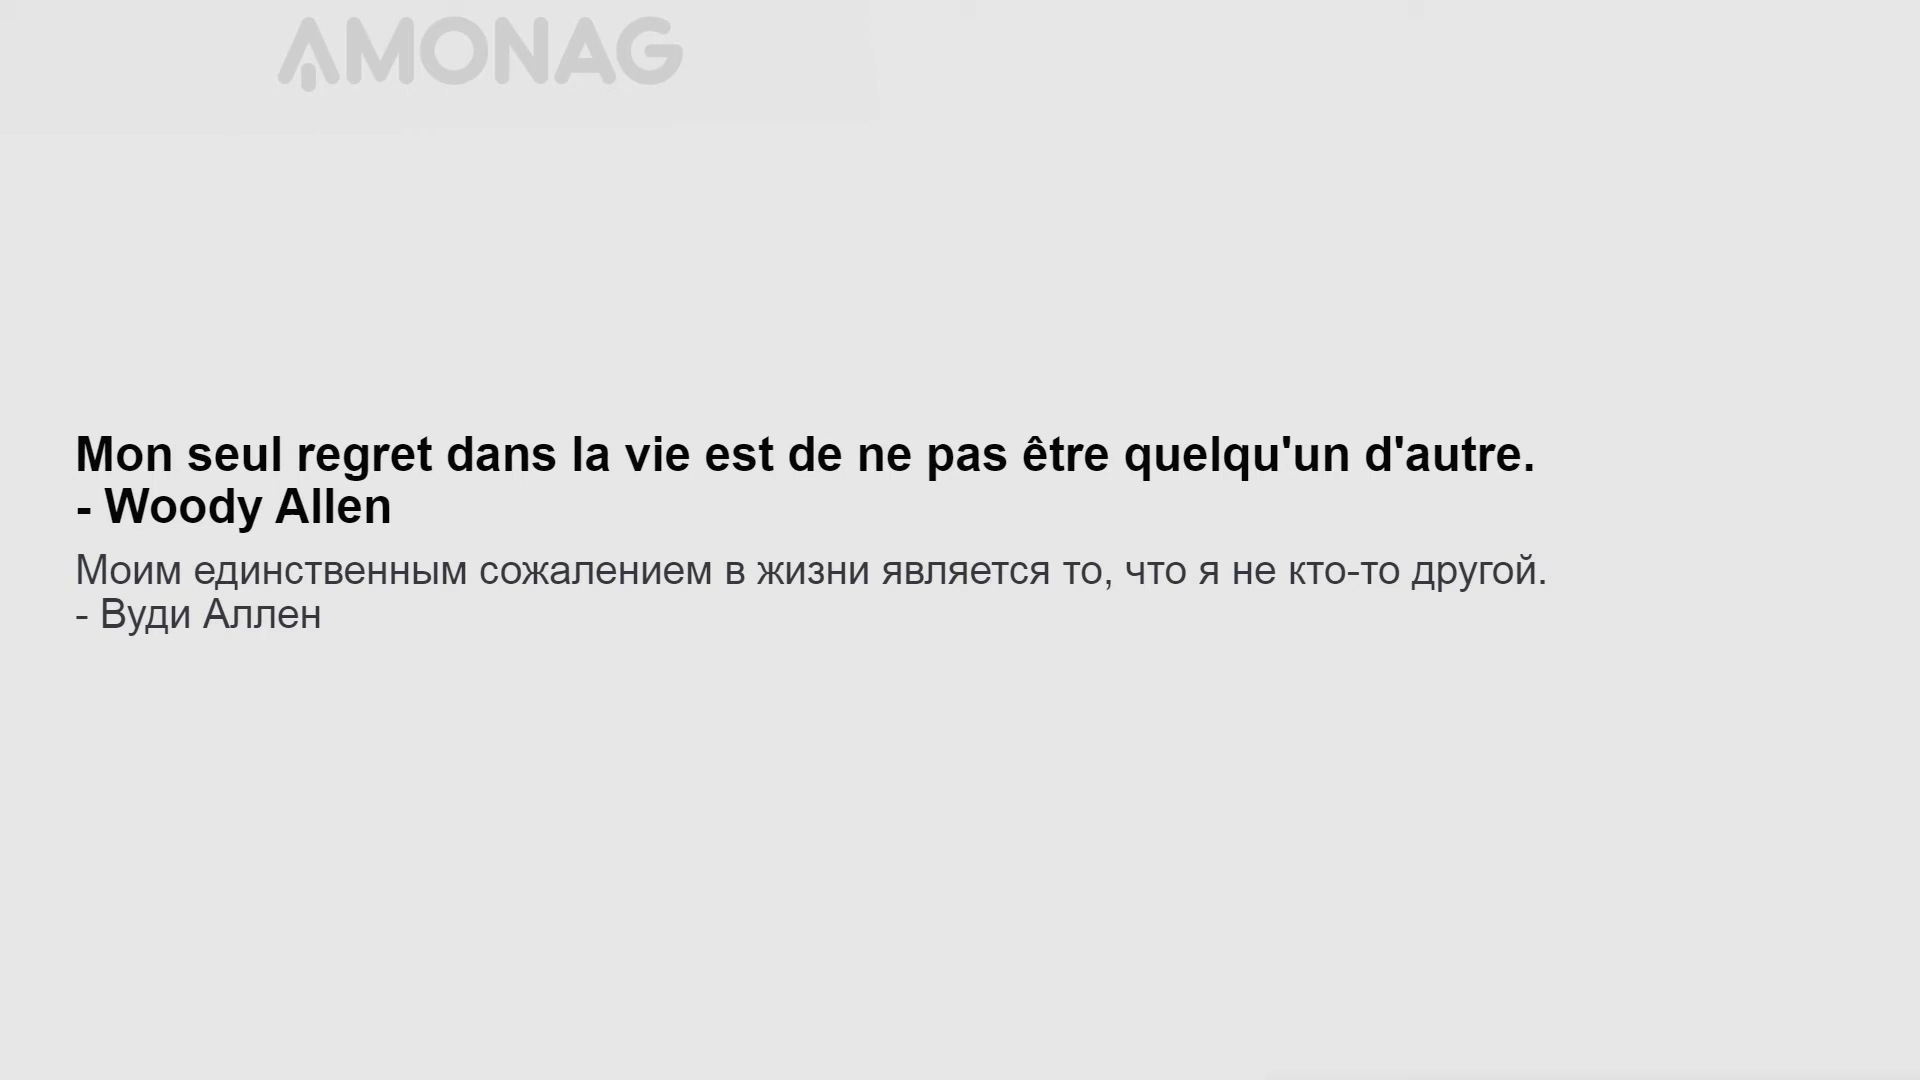 AMONAG
Mon seul regret dans la vie est de ne pas être quelqu'un d'autre.
- Woody Allen
Моим единственным сожалением в жизни является то, что я не кто-то другой.
- Вуди Аллен